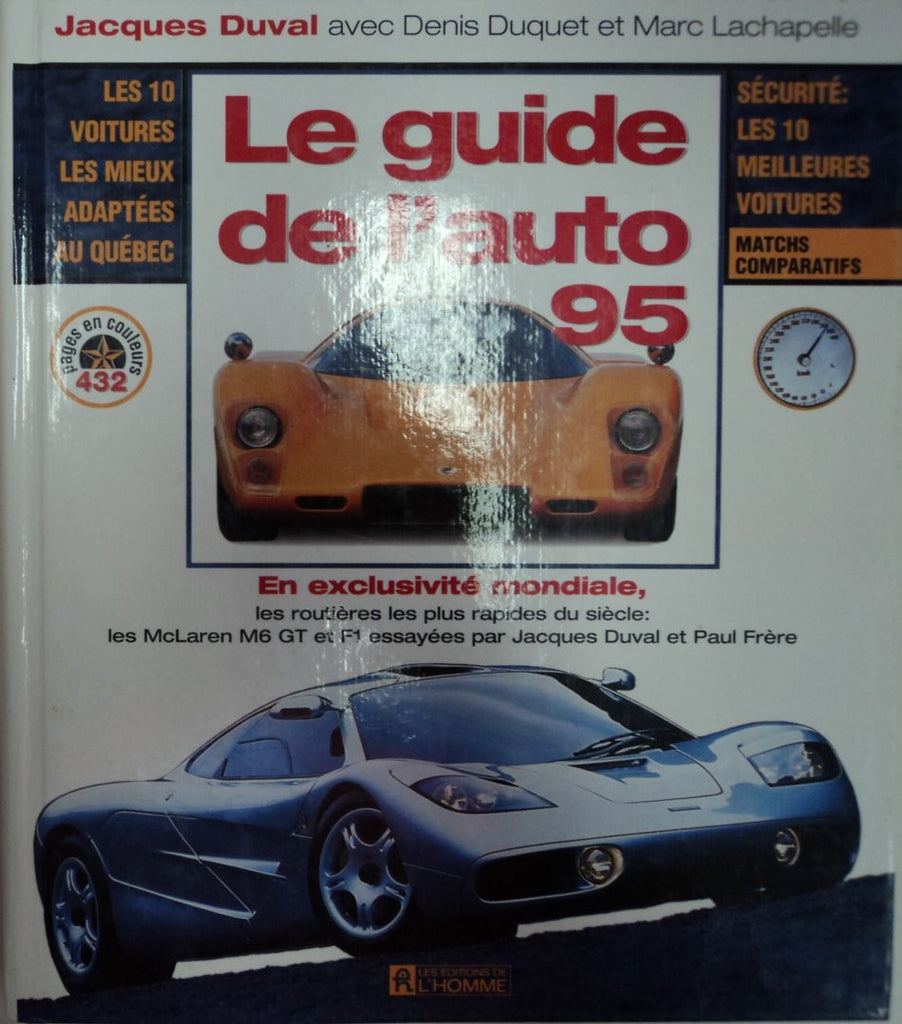 Jacques Duval avec Denis Duquet et Marc Lachapelle
LES 10
VOITURES
LES MIEUX
ADAPTÉES
AU QUÉBEC
Le guide
de l'auto
95
SÉCURITÉ:
LES 10
MEILLEURES
VOITURES
MATCHS
COMPARATIFS
pages en couleurs
432
En exclusivité mondiale,
les routières les plus rapides du siècle:
les McLaren M6 GT et F1 essayées par Jacques Duval et Paul Frère
LES ÉDITIONS DE
L'HOMME